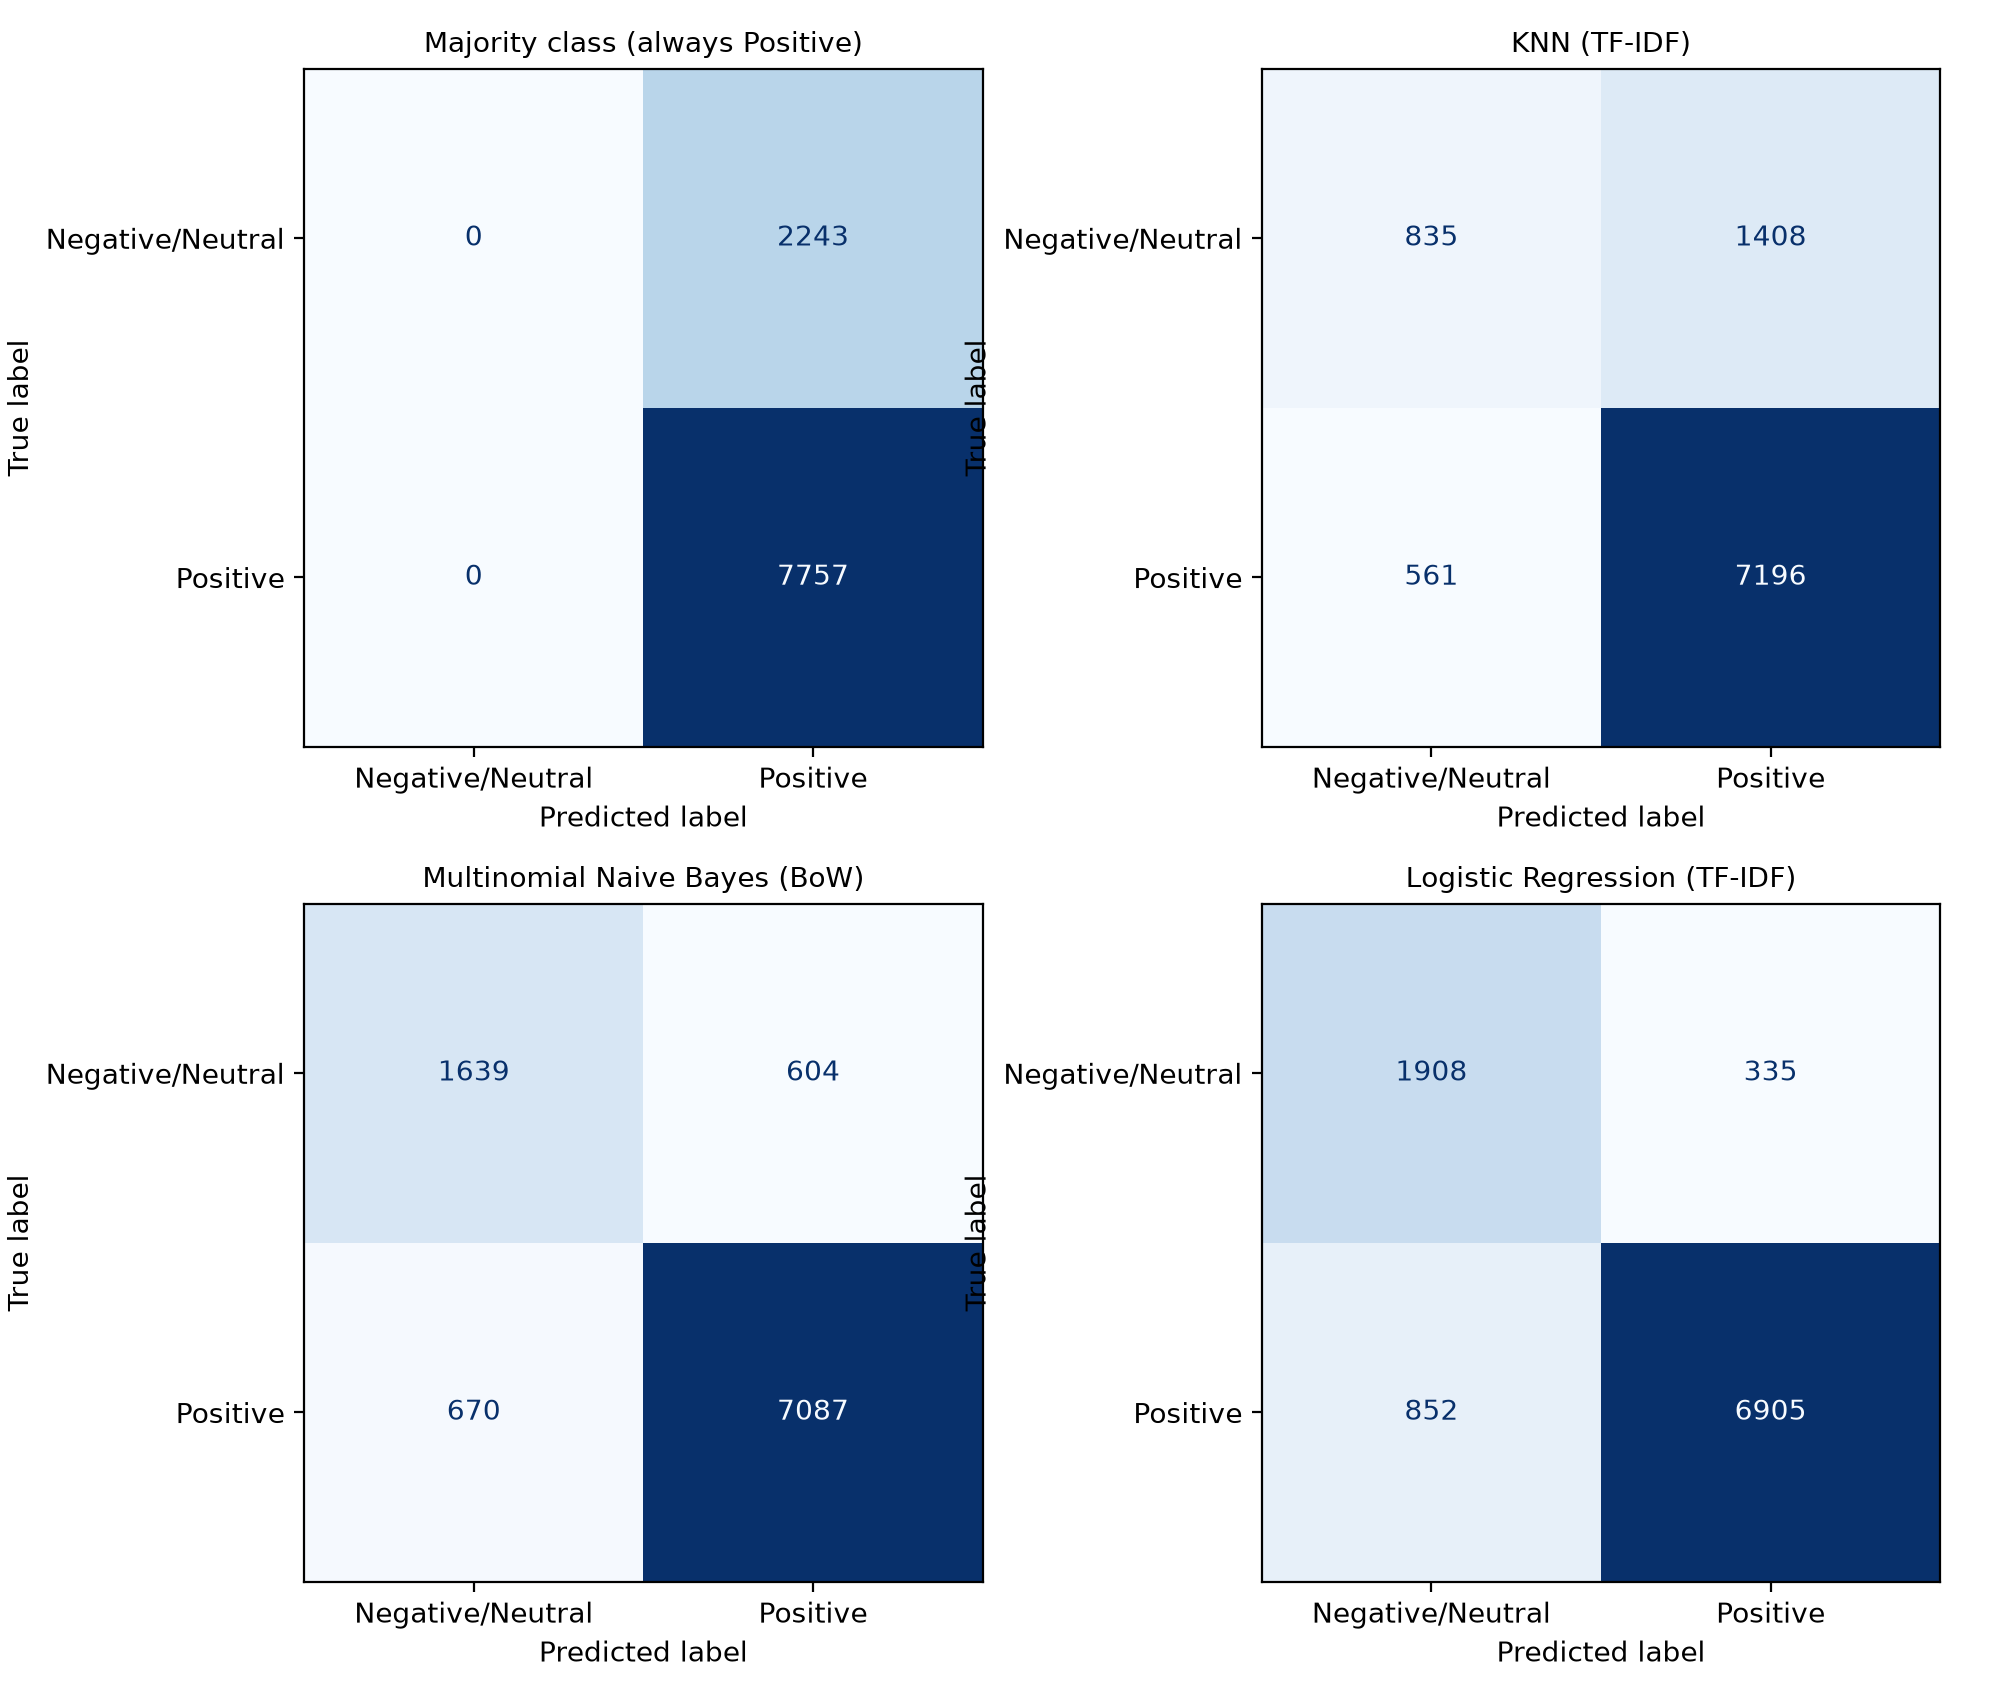 Majority class (always Positive)
True label
Negative/Neutral
0
2243
Positive
0
7757
Negative/Neutral
Positive
Predicted label
KNN (TF-IDF)
True label
Negative/Neutral
835
1408
Positive
561
7196
Negative/Neutral
Positive
Predicted label
Multinomial Naive Bayes (BoW)
True label
Negative/Neutral
1639
604
Positive
670
7087
Negative/Neutral
Positive
Predicted label
Logistic Regression (TF-IDF)
True label
Negative/Neutral
1908
335
Positive
852
6905
Negative/Neutral
Positive
Predicted label